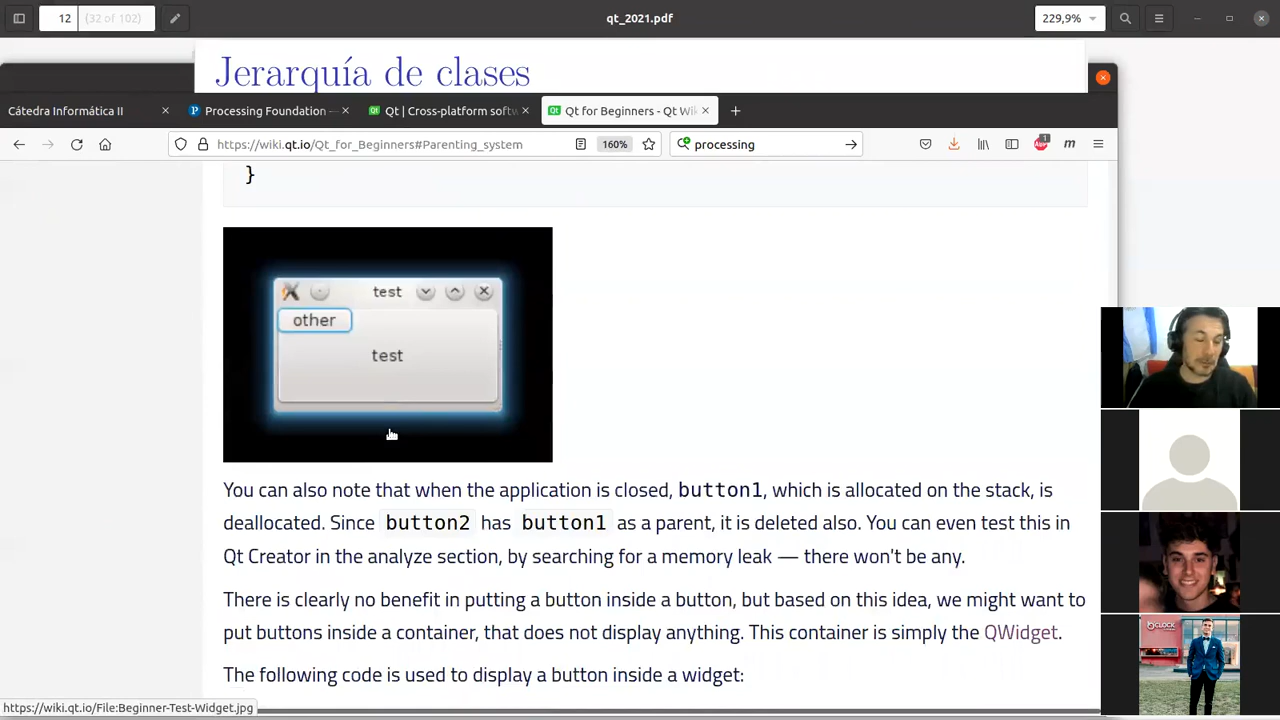 12 (32 of 102)
qt_2021.pdf
229,9%
Jerarquía de clases
Cátedra Informática II
Processing Foundation —
Qt | Cross-platform softw
Qt for Beginners - Qt Wi
https://wiki.qt.io/Qt_for_Beginners#Parenting_system
160%
processing
1
}
test
other
test
You can also note that when the application is closed, button1, which is allocated on the stack, is
deallocated. Since button2 has button1 as a parent, it is deleted also. You can even test this in
Qt Creator in the analyze section, by searching for a memory leak — there won't be any.
There is clearly no benefit in putting a button inside a button, but based on this idea, we might want to
put buttons inside a container, that does not display anything. This container is simply the QWidget.
The following code is used to display a button inside a widget:
https://wiki.qt.io/File:Beginner-Test-Widget.jpg